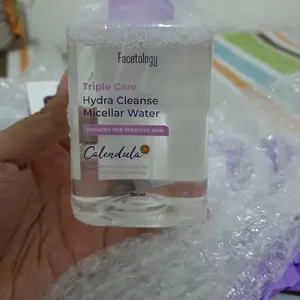 Facetology
Triple Care
Hydra Cleanse
Micellar Water
FRIENDLY FOR SENSITIVE SKIN
Calendula